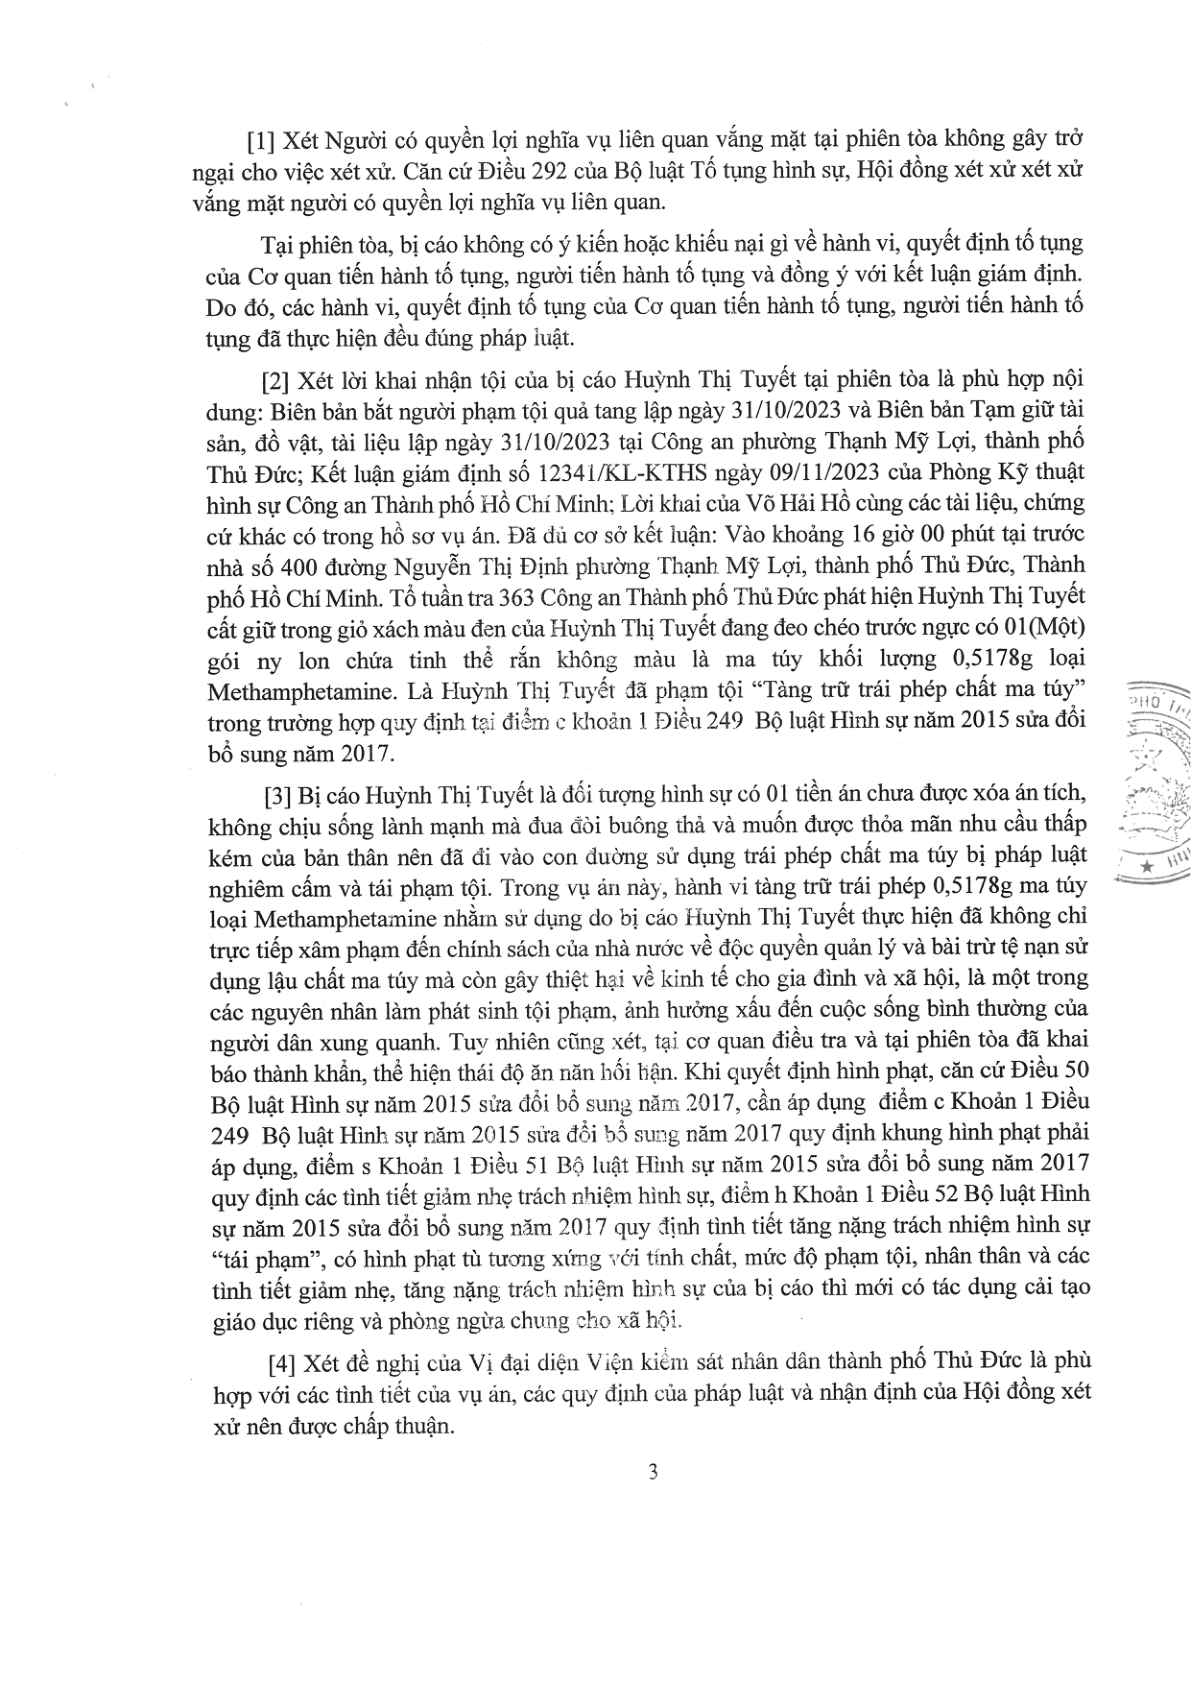 [1] Xét Người có quyền lợi nghĩa vụ liên quan vắng mặt tại phiên tòa không gây trở
ngại cho việc xét xử. Căn cứ Điều 292 của Bộ luật Tố tụng hình sự, Hội đồng xét xử xét xử
vắng mặt người có quyền lợi nghĩa vụ liên quan.
Tại phiên tòa, bị cáo không có ý kiến hoặc khiếu nại gì về hành vi, quyết định tố tụng
của Cơ quan tiến hành tố tụng, người tiến hành tố tụng và đồng ý với kết luận giám định.
Do đó, các hành vi, quyết định tố tụng của Cơ quan tiến hành tố tụng, người tiến hành tố
tụng đã thực hiện đều đúng pháp luật.
[2] Xét lời khai nhận tội của bị cáo Huỳnh Thị Tuyết tại phiên tòa là phù hợp nội
dung: Biên bản bắt người phạm tội quả tang lập ngày 31/10/2023 và Biên bản Tạm giữ tài
sản, đồ vật, tài liệu lập ngày 31/10/2023 tại Công an phường Thạnh Mỹ Lợi, thành phố
Thủ Đức; Kết luận giám định số 12341/KL-KTHS ngày 09/11/2023 của Phòng Kỹ thuật
hình sự Công an Thành phố Hồ Chí Minh; Lời khai của Võ Hải Hồ cùng các tài liệu, chứng
cứ khác có trong hồ sơ vụ án. Đã đủ cơ sở kết luận: Vào khoảng 16 giờ 00 phút tại trước
nhà số 400 đường Nguyễn Thị Định phường Thạnh Mỹ Lợi, thành phố Thủ Đức, Thành
phố Hồ Chí Minh. Tổ tuần tra 363 Công an Thành phố Thủ Đức phát hiện Huỳnh Thị Tuyết
cất giữ trong giỏ xách màu đen của Huỳnh Thị Tuyết đang đeo chéo trước ngực có 01(Một)
gói ny lon chứa tinh thể rắn không màu là ma túy khối lượng 0,5178g loại
Methamphetamine. Là Huỳnh Thị Tuyết đã phạm tội “Tàng trữ trái phép chất ma túy”
trong trường hợp quy định tại điểm c khoản 1 Điều 249 Bộ luật Hình sự năm 2015 sửa đổi
bổ sung năm 2017.
[3] Bị cáo Huỳnh Thị Tuyết là đối tượng hình sự có 01 tiền án chưa được xóa án tích,
không chịu sống lành mạnh mà đua đòi buông thả và muốn được thỏa mãn nhu cầu thấp
kém của bản thân nên đã đi vào con đường sử dụng trái phép chất ma túy bị pháp luật
nghiêm cấm và tái phạm tội. Trong vụ án này, hành vi tàng trữ trái phép 0,5178g ma túy
loại Methamphetamine nhằm sử dụng do bị cáo Huỳnh Thị Tuyết thực hiện đã không chỉ
trực tiếp xâm phạm đến chính sách của nhà nước về độc quyền quản lý và bài trừ tệ nạn sử
dụng lậu chất ma túy mà còn gây thiệt hại về kinh tế cho gia đình và xã hội, là một trong
các nguyên nhân làm phát sinh tội phạm, ảnh hưởng xấu đến cuộc sống bình thường của
người dân xung quanh. Tuy nhiên cũng xét, tại cơ quan điều tra và tại phiên tòa đã khai
báo thành khẩn, thể hiện thái độ ăn năn hối hận. Khi quyết định hình phạt, căn cứ Điều 50
Bộ luật Hình sự năm 2015 sửa đổi bổ sung năm 2017, cần áp dụng điểm c Khoản 1 Điều
249 Bộ luật Hình sự năm 2015 sửa đổi bổ sung năm 2017 quy định khung hình phạt phải
áp dụng, điểm s Khoản 1 Điều 51 Bộ luật Hình sự năm 2015 sửa đổi bổ sung năm 2017
quy định các tình tiết giảm nhẹ trách nhiệm hình sự, điểm h Khoản 1 Điều 52 Bộ luật Hình
sự năm 2015 sửa đổi bổ sung năm 2017 quy định tình tiết tăng nặng trách nhiệm hình sự
“tái phạm”, có hình phạt tù tương xứng với tính chất, mức độ phạm tội, nhân thân và các
tình tiết giảm nhẹ, tăng nặng trách nhiệm hình sự của bị cáo thì mới có tác dụng cải tạo
giáo dục riêng và phòng ngừa chung cho xã hội.
[4] Xét đề nghị của Vị đại diện Viện kiểm sát nhân dân thành phố Thủ Đức là phù
hợp với các tình tiết của vụ án, các quy định của pháp luật và nhận định của Hội đồng xét
xử nên được chấp thuận.
3